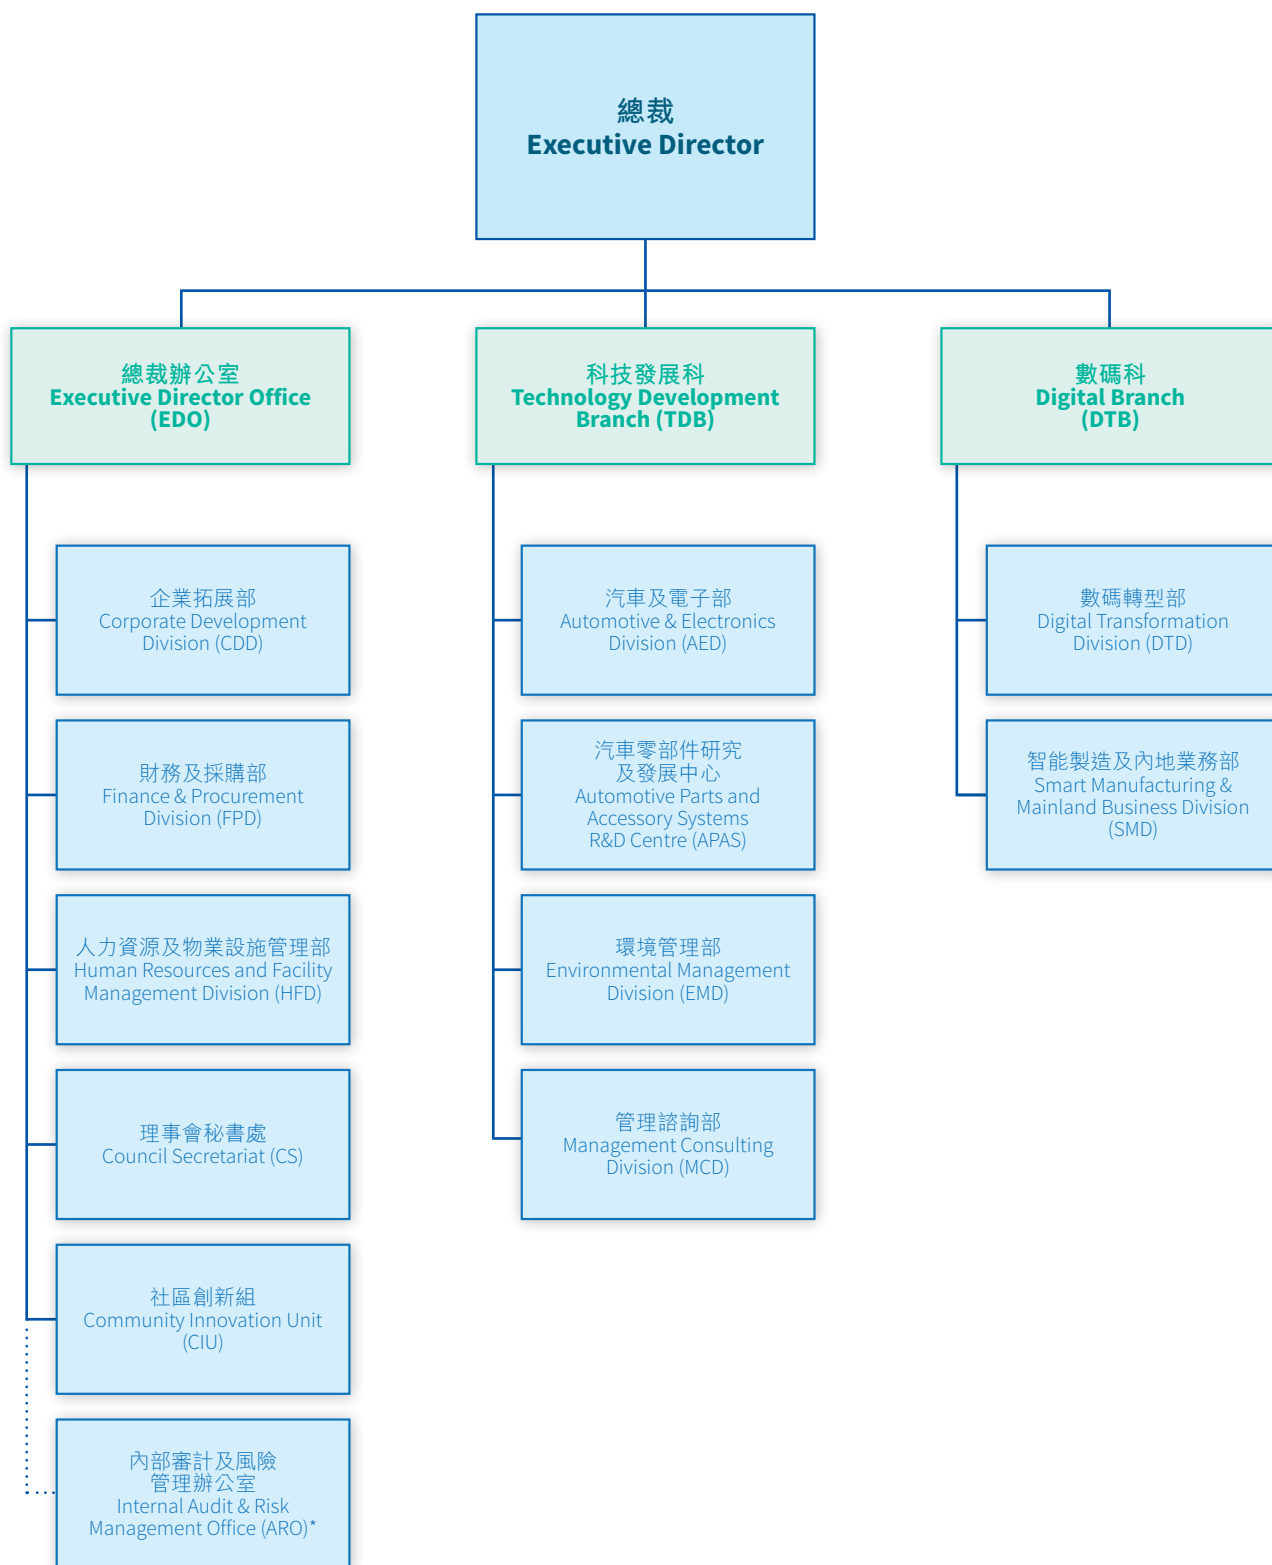 總裁
Executive Director
總裁辦公室
Executive Director Office
(EDO)
科技發展科
Technology Development
Branch (TDB)
數碼科
Digital Branch
(DTB)
企業拓展部
Corporate Development
Division (CDD)
財務及採購部
Finance & Procurement
Division (FPD)
人力資源及物業設施管理部
Human Resources and Facility
Management Division (HFD)
理事會秘書處
Council Secretariat (CS)
社區創新組
Community Innovation Unit
(CIU)
內部審計及風險
管理辦公室
Internal Audit & Risk
Management Office (ARO)*
汽車及電子部
Automotive & Electronics
Division (AED)
汽車零部件研究
及發展中心
Automotive Parts and
Accessory Systems
R&D Centre (APAS)
環境管理部
Environmental Management
Division (EMD)
管理諮詢部
Management Consulting
Division (MCD)
數碼轉型部
Digital Transformation
Division (DTD)
智能製造及內地業務部
Smart Manufacturing &
Mainland Business Division
(SMD)